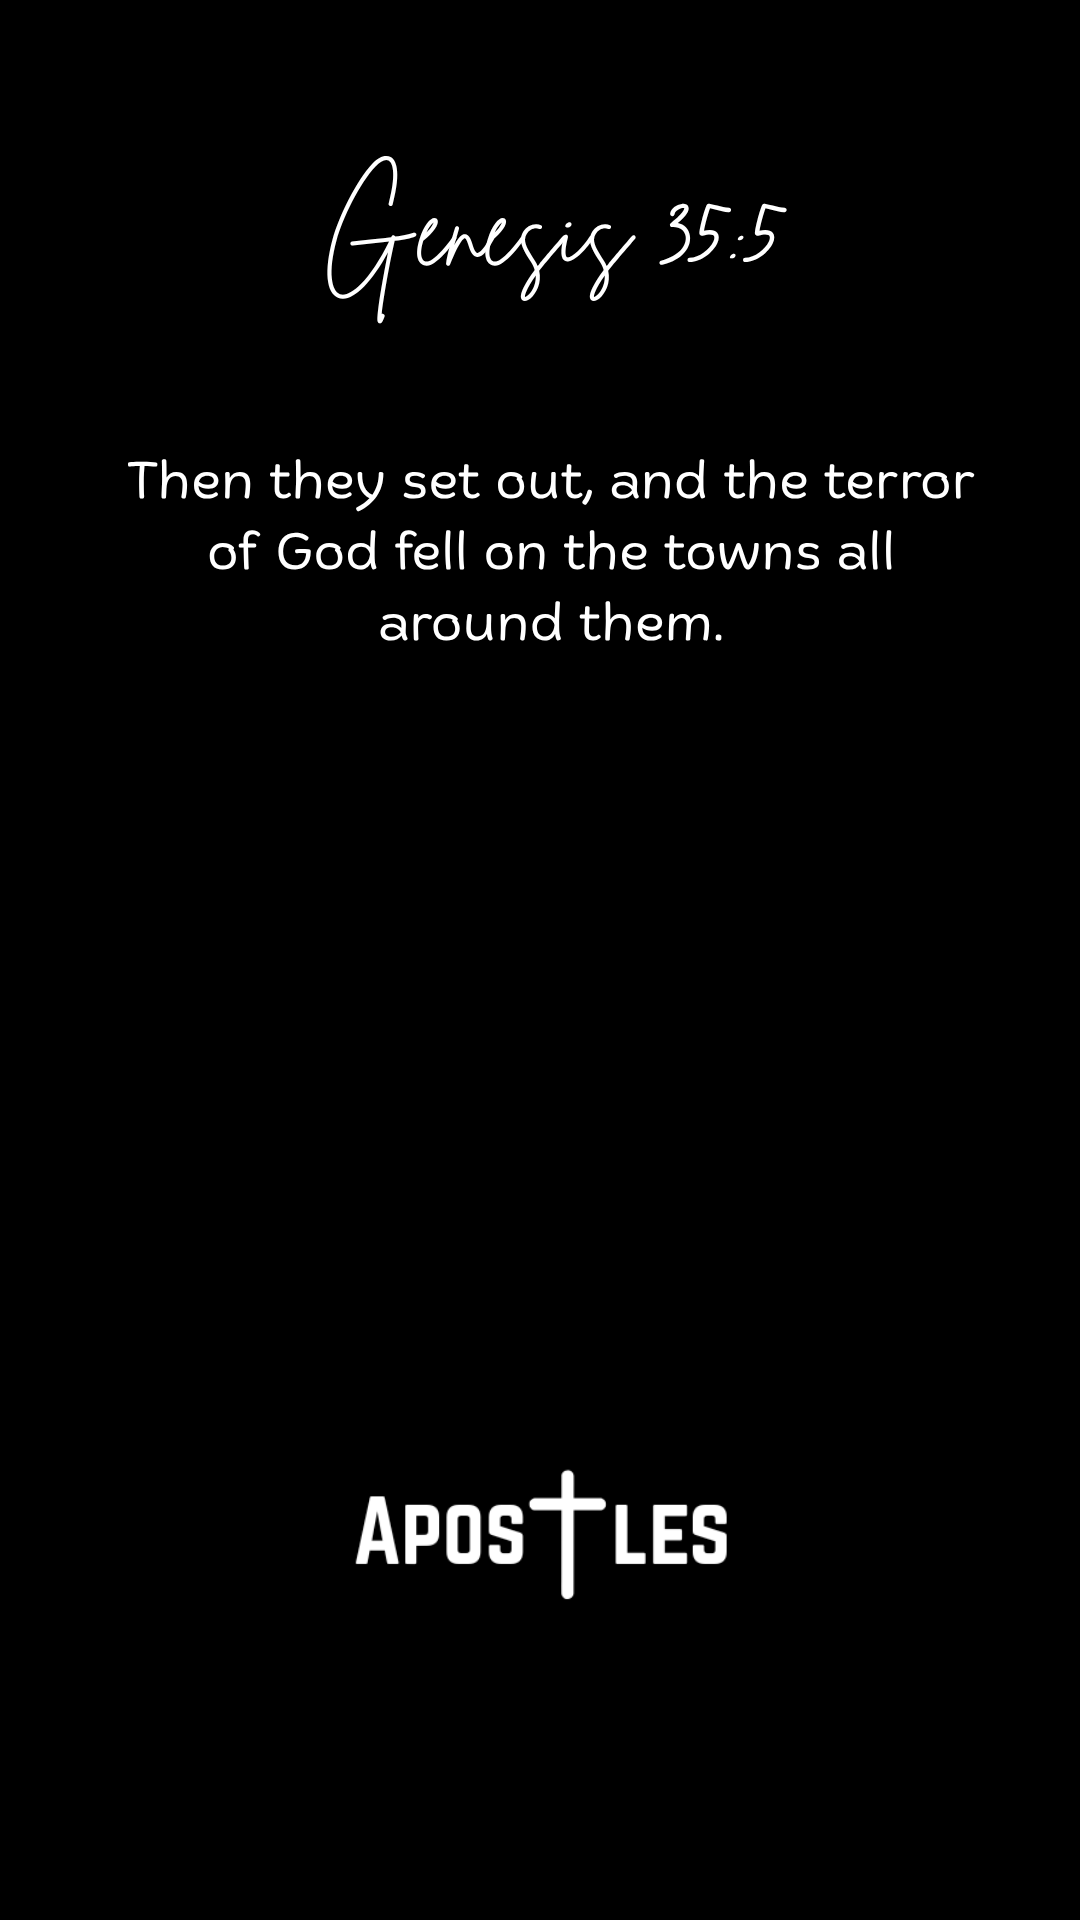 Genesis 35:5
Then they set out, and the terror
of God fell on the towns all
around them.
APOSTLES